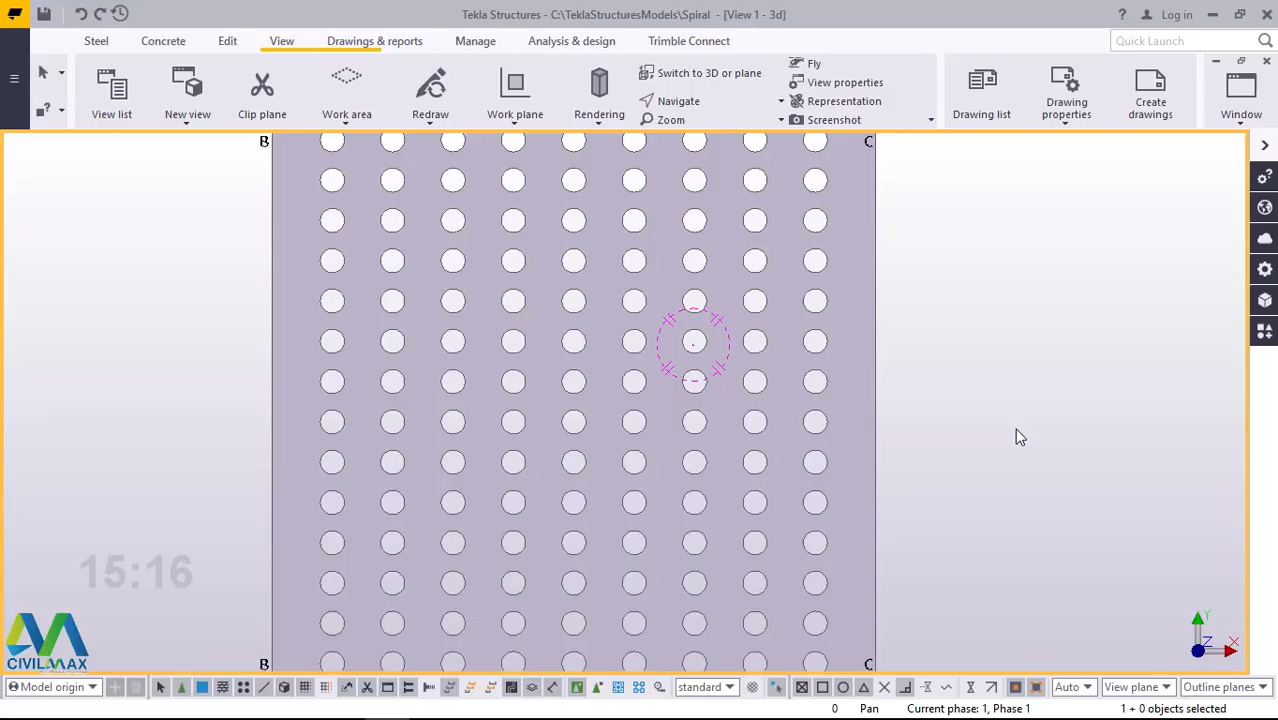 Tekla Structures - C:\TeklaStructuresModels\Spiral - [View 1 - 3d]
Log in
Steel
Concrete
Edit
View
Drawings & reports
Manage
Analysis & design
Trimble Connect
Quick Launch
View list
New view
Clip plane
Work area
Redraw
Work plane
Rendering
Switch to 3D or plane
Navigate
Zoom
Fly
View properties
Representation
Screenshot
Drawing list
Drawing properties
Create drawings
Window
B
C
15:16
CIVILMAX
Y
Z
X
B
C
Model origin
standard
Auto
View plane
Outline planes
0
Pan
Current phase: 1, Phase 1
1 + 0 objects selected